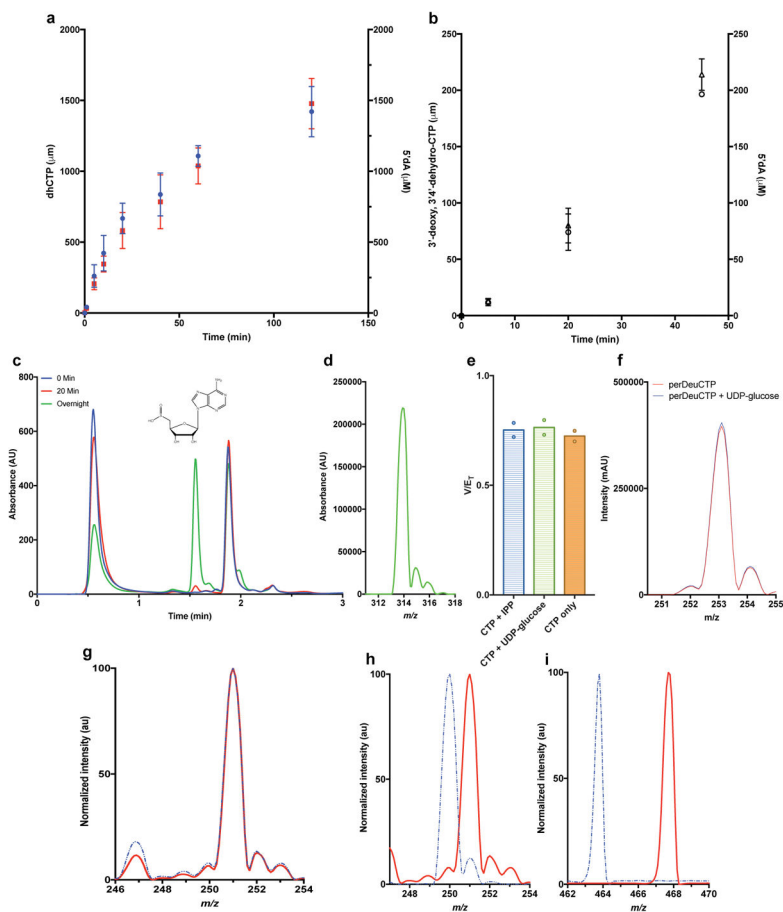 a
2000
1500
1000
500
0
dhCTP (μm)
0
50
100
150
Time (min)
2000
1500
1000
500
0
5'dA (μM)
b
250
200
150
100
50
0
3'-deoxy, 3'4'-dehydro-CTP (μm)
0
10
20
30
40
50
Time (min)
250
200
150
100
50
0
5'dA (μM)
c
0 Min
20 Min
Overnight
800
600
400
200
0
Absorbance (AU)
0
1
2
3
Time (min)
d
250000
200000
150000
100000
50000
0
Absorbance (AU)
312
314
316
318
m/z
e
1.0
0.5
0.0
V/ET
CTP + IPP
CTP + UDP-glucose
CTP only
f
perDeuCTP
perDeuCTP + UDP-glucose
500000
250000
0
Intensity (mAU)
251
252
253
254
255
m/z
g
100
50
0
Normalized intensity (au)
246
248
250
252
254
m/z
h
100
50
0
Normalized intensity (au)
248
250
252
254
m/z
i
100
50
0
Normalized intensity (au)
462
464
466
468
470
m/z